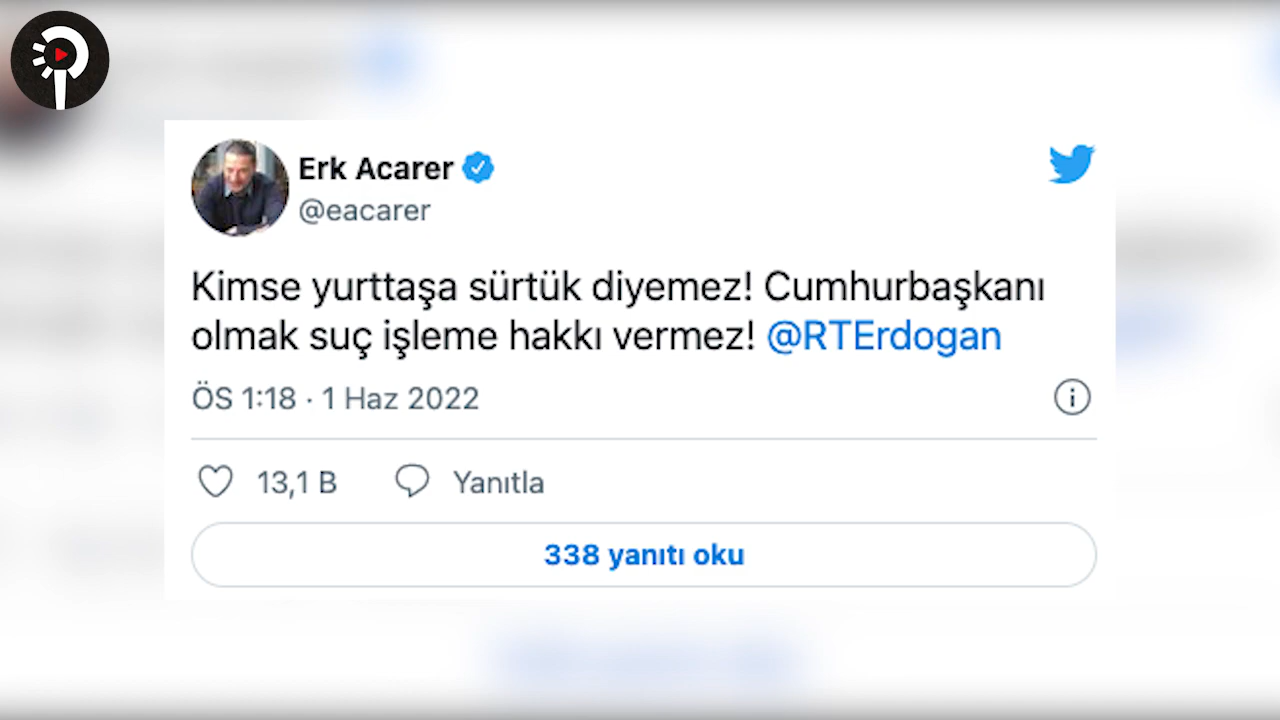 Erk Acarer
@eacarer
Kimse yurttaşa sürtük diyemez! Cumhurbaşkanı
olmak suç işleme hakkı vermez! @RTErdogan
ÖS 1:18 · 1 Haz 2022
13,1 B Yanıtla
338 yanıtı oku